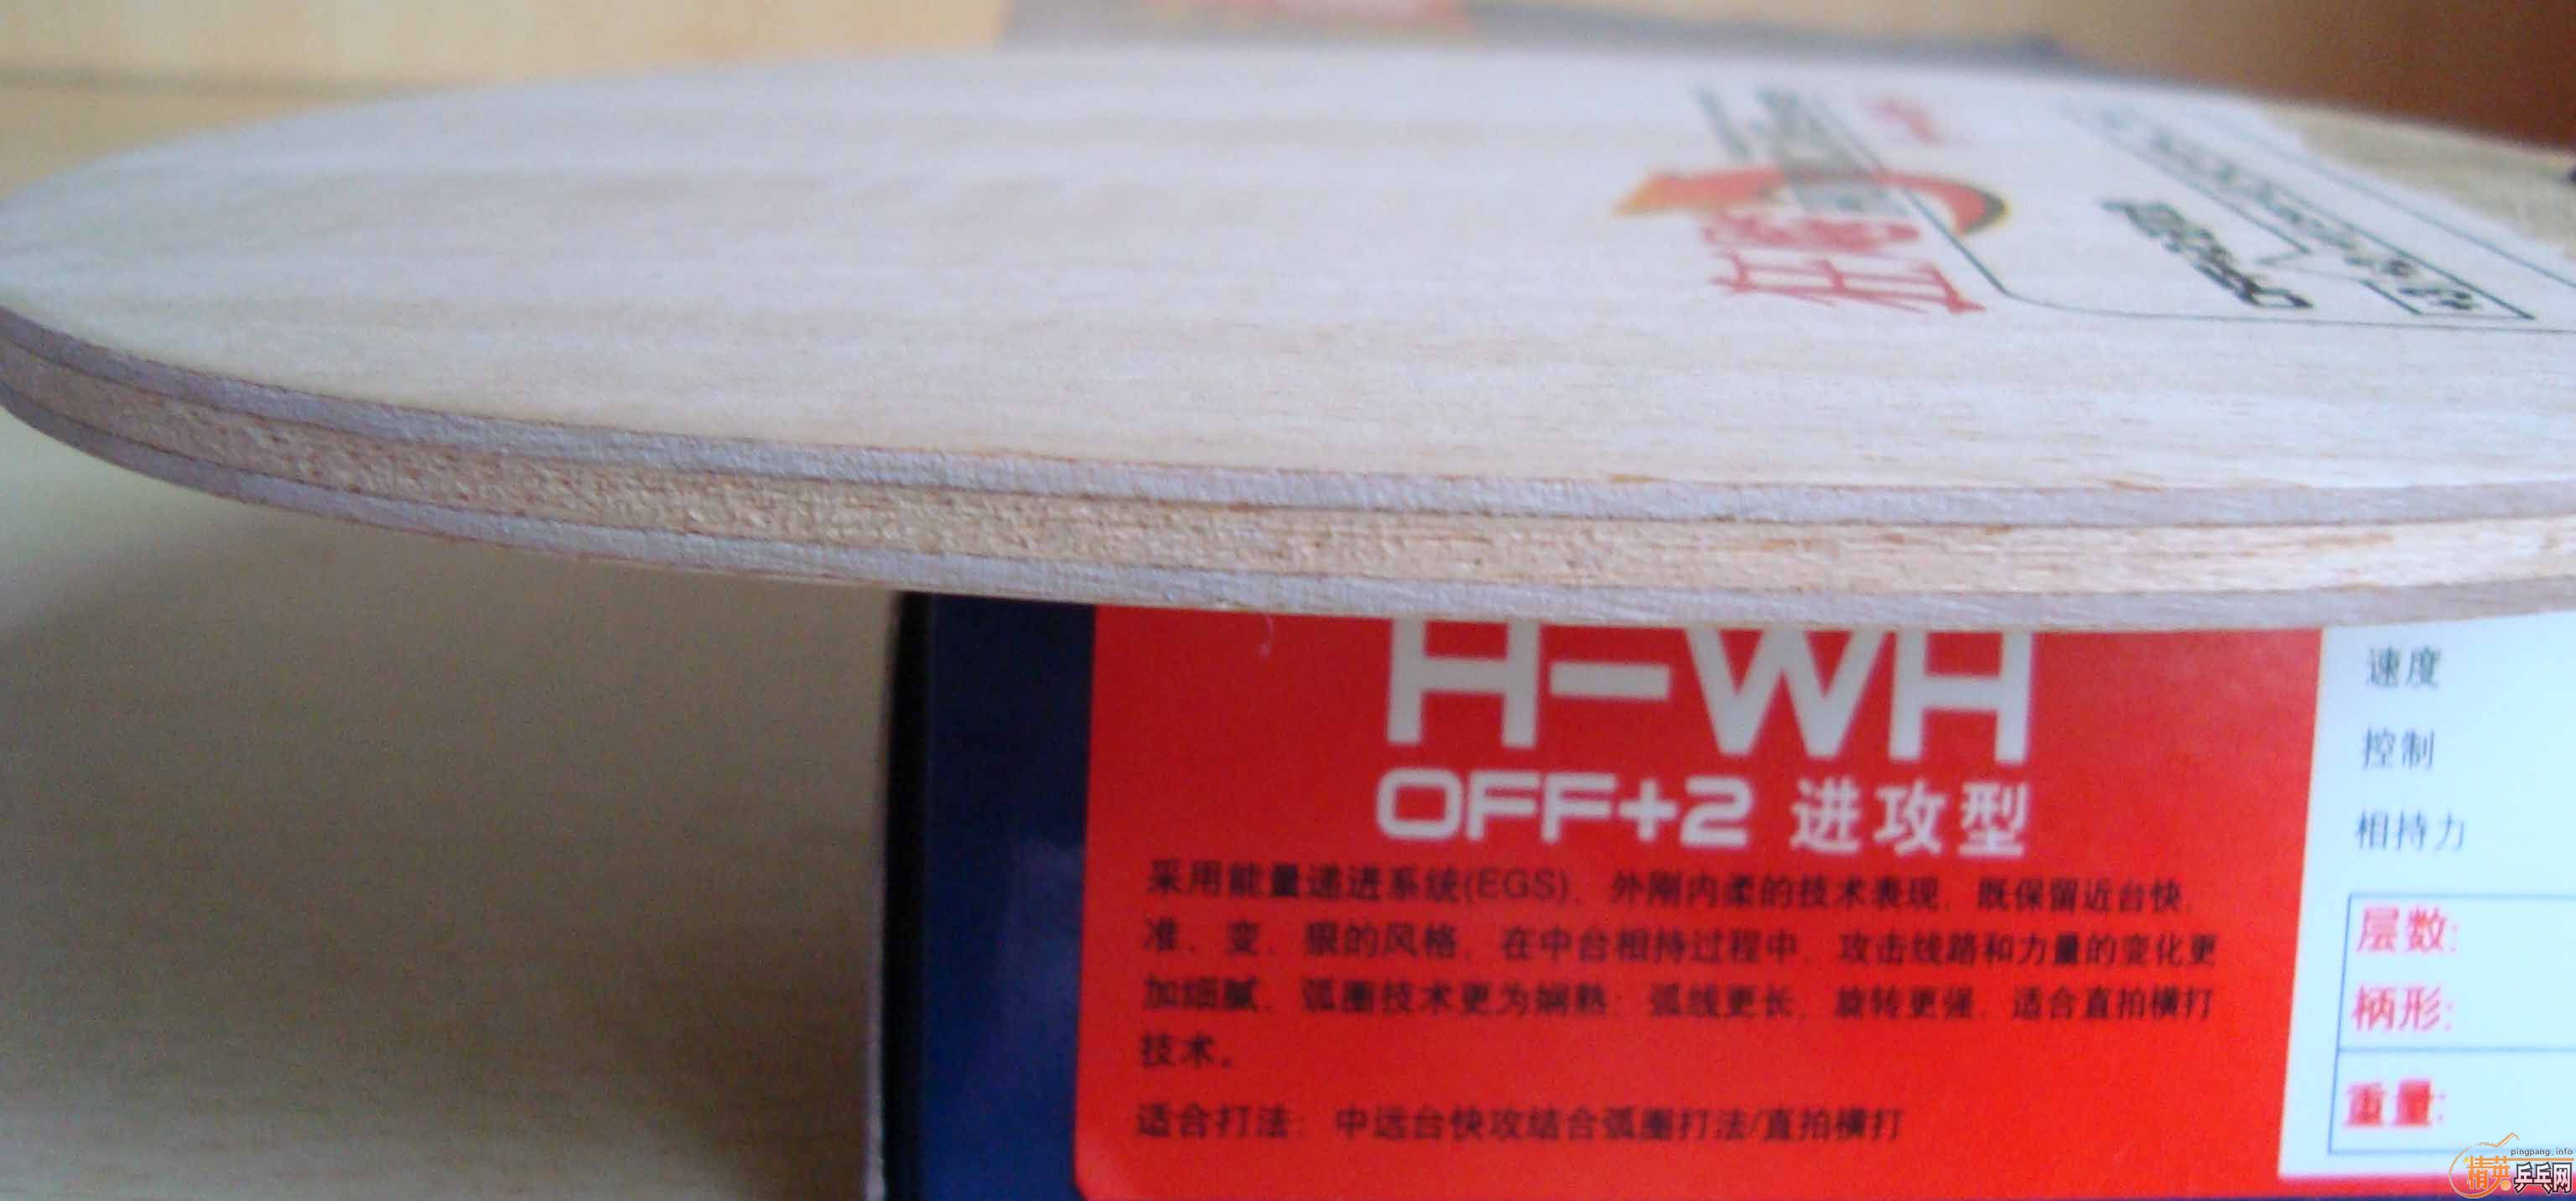 狂飚
H-WH
OFF+2 进攻型
采用能量递进系统(EGS)，外刚内柔的技术表现，既保留近台快，
准、变、狠的风格，在中台相持过程中，攻击线路和力量的变化更
加细腻，弧圈技术更为娴熟；弧线更长，旋转更强，适合直拍横打
技术。
适合打法：中远台快攻结合弧圈打法/直拍横打
速度
控制
相持力
层数:
柄形:
重量:
pingpang.info
精英乒乓网